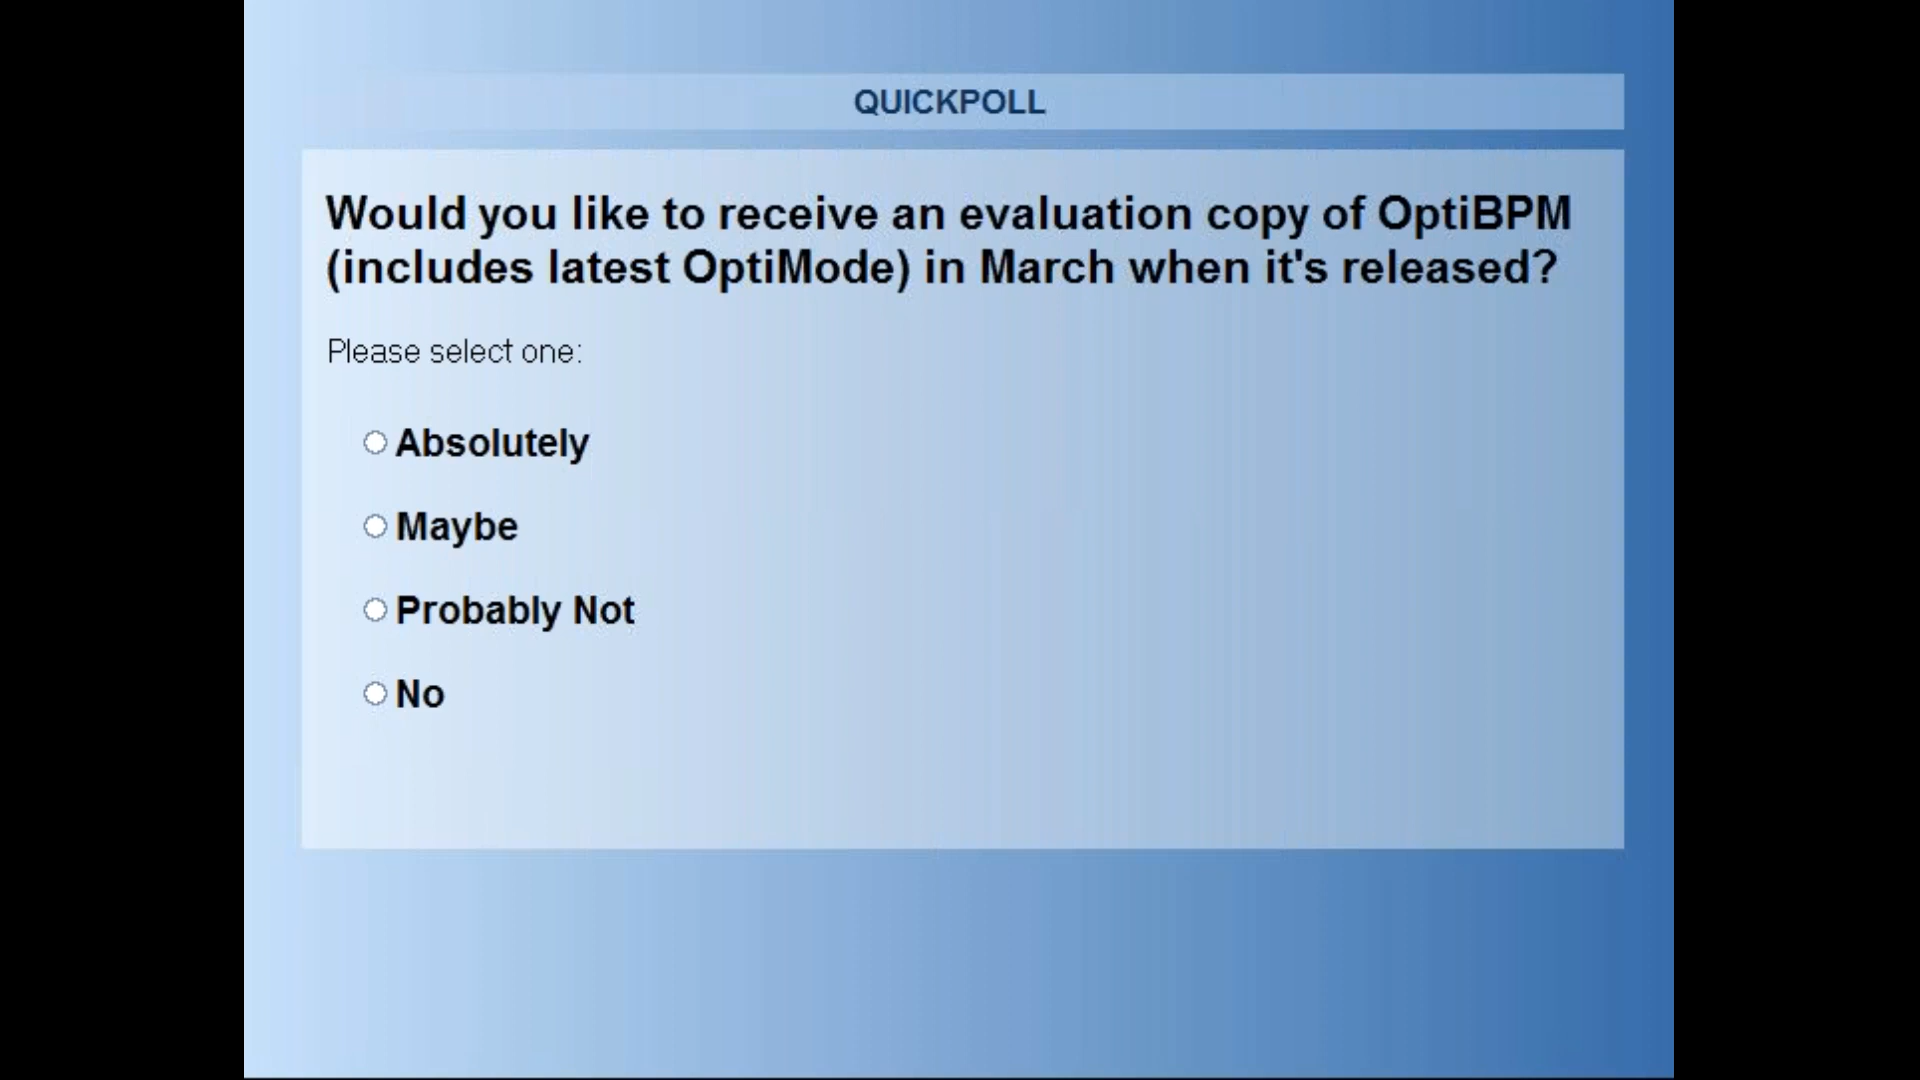 QUICKPOLL
Would you like to receive an evaluation copy of OptiBPM
(includes latest OptiMode) in March when it's released?
Please select one:
Absolutely
Maybe
Probably Not
No